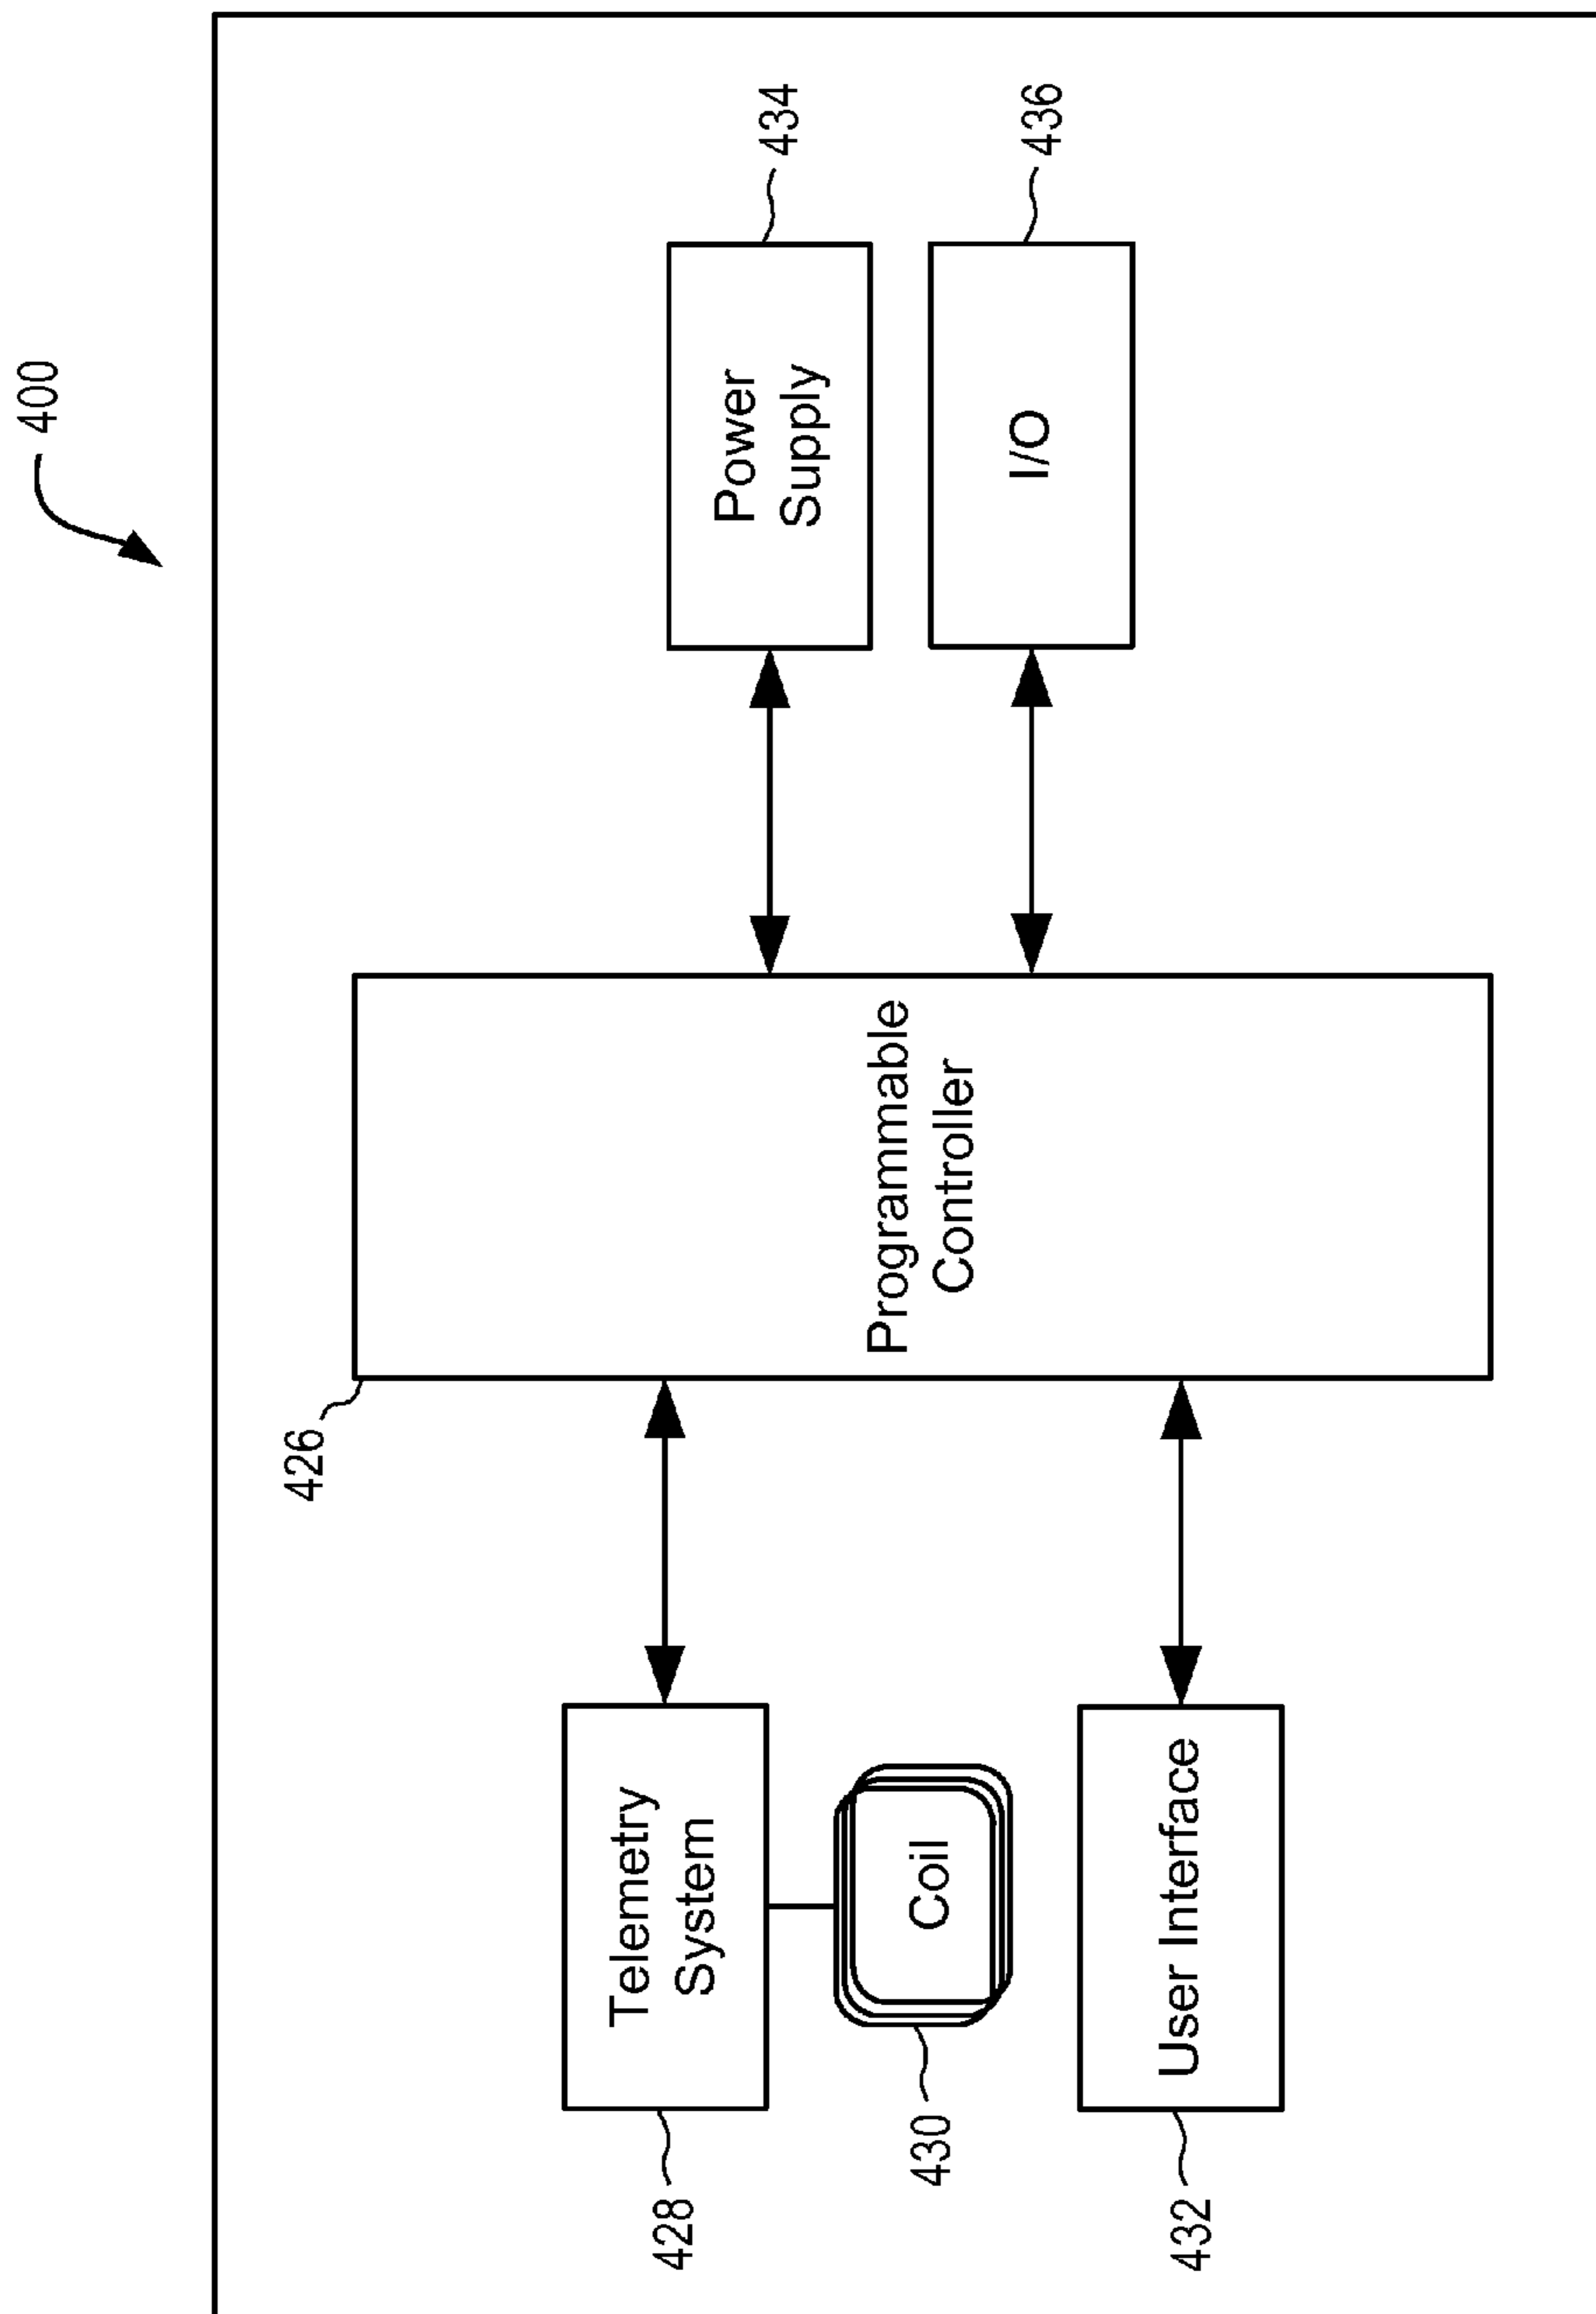 400
426
428
Telemetry
System
430
Coil
432
User Interface
Programmable
Controller
434
Power
Supply
436
I/O